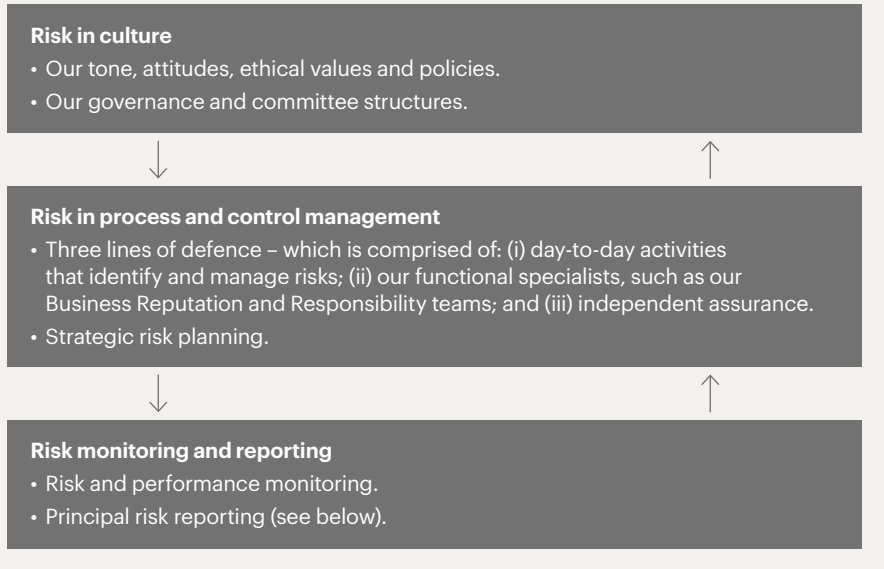 Risk in culture
• Our tone, attitudes, ethical values and policies.
• Our governance and committee structures.
Risk in process and control management
• Three lines of defence – which is comprised of: (i) day-to-day activities
that identify and manage risks; (ii) our functional specialists, such as our
Business Reputation and Responsibility teams; and (iii) independent assurance.
• Strategic risk planning.
Risk monitoring and reporting
• Risk and performance monitoring.
• Principal risk reporting (see below).